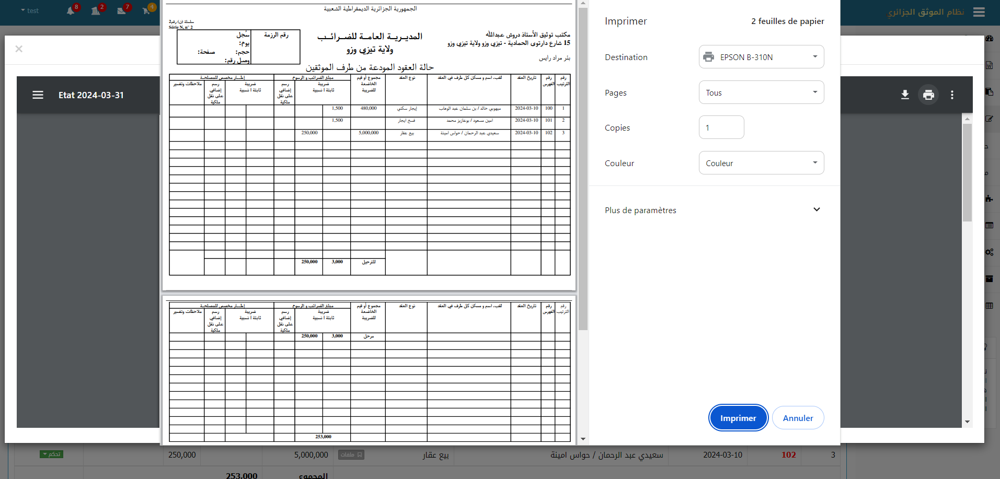 test
8
2
7
4
نظام الموثق الجزائري
Etat 2024-03-31
الجمهورية الجزائرية الديمقراطية الشعبية
سلسلة (ن) رقم2
Série N, n° 2
مكتب توثيق الأستاذ دروش عبدالله
15 شارع دارتوى الحمادية - تيزي وزو ولاية تيزي وزو
بئر مراد رايس
المديـريـة العامـة للضـرائـب
ولاية تيزي وزو
رقم الرزمة
سُجل
يوم:
حجم: صفحة:
وصل رقم:
حالة العقود المودعة من طرف الموثقين
رقم الترتيب
رقم الفهرس
تاريخ العقد
لقب، اسم و مسكن كل طرف في العقد
نوع العقد
مجموع أو قيم الخاضعة للضريبة
مبلغ الضرائب و الرسوم
ضريبة
ثابتة ا نسبية
رسم إضافي على نقل ملكية
إطــار مخصص للمصلحـة
ضريبة
ثابتة ا نسبية
رسم إضافي على نقل ملكية
ملاحظات وتفسير
1 100 2024-03-10 ميهوبي خالد / بن سلمان عبد الوهاب إيجار سكني 480,000 1,500
2 101 2024-03-10 امين مسعود / بوعازيز محمد فسخ ايجار 1,500
3 102 2024-03-10 سعيدي عبد الرحمان / حواس امينة بيع عقار 5,000,000 250,000
للترحيل 3,000 250,000
رقم الترتيب
رقم الفهرس
تاريخ العقد
لقب، اسم و مسكن كل طرف في العقد
نوع العقد
مجموع أو قيم الخاضعة للضريبة
مبلغ الضرائب و الرسوم
ضريبة
ثابتة ا نسبية
رسم إضافي على نقل ملكية
إطــار مخصص للمصلحـة
ضريبة
ثابتة ا نسبية
رسم إضافي على نقل ملكية
ملاحظات وتفسير
مرحل 3,000 250,000
253,000
Imprimer
2 feuilles de papier
Destination
EPSON B-310N
Pages
Tous
Copies
1
Couleur
Couleur
Plus de paramètres
Imprimer
Annuler
3 102 2024-03-10 سعيدي عبد الرحمان / حواس امينة بيع عقار ملفات 5,000,000 250,000 تحكم
المجموع 253,000